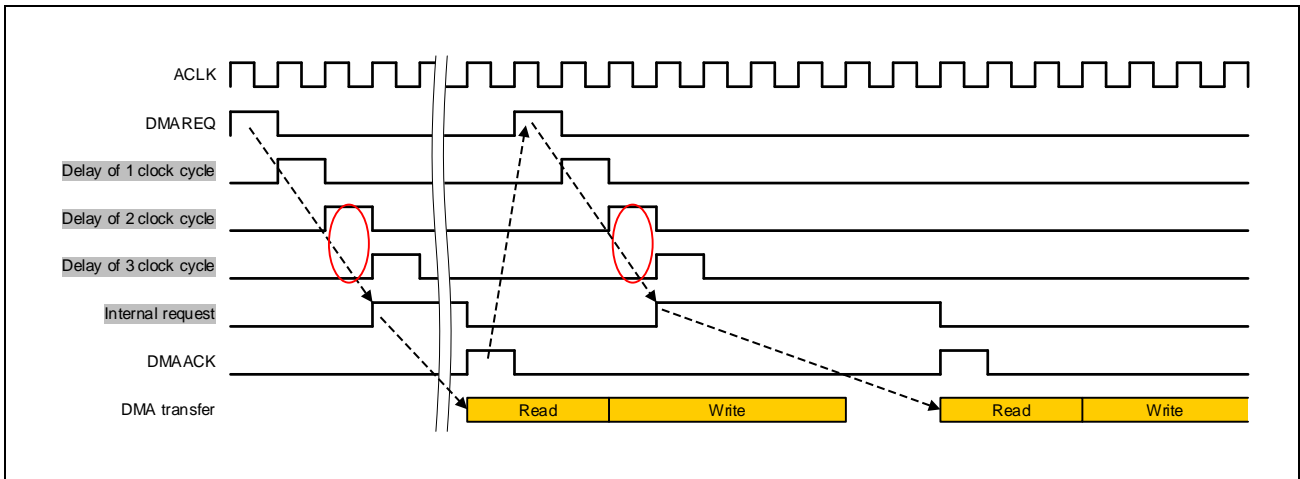 ACLK
DMAREQ
Delay of 1 clock cycle
Delay of 2 clock cycle
Delay of 3 clock cycle
Internal request
DMAACK
DMA transfer Read Write Read Write